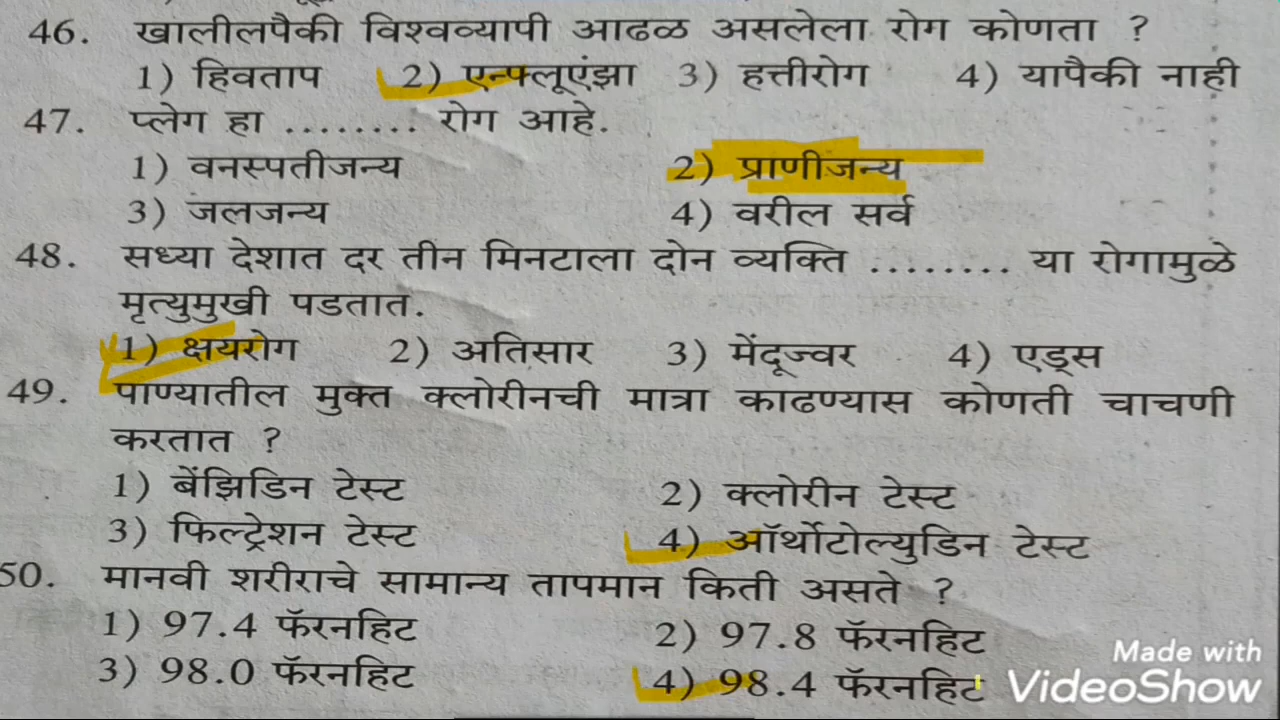 46. खालीलपैकी विश्वव्यापी आढळ असलेला रोग कोणता ?
1) हिवताप 2) एन्फ्लूएंझा 3) हत्तीरोग 4) यापैकी नाही
47. प्लेग हा ........ रोग आहे.
1) वनस्पतीजन्य 2) प्राणीजन्य
3) जलजन्य 4) वरील सर्व
48. सध्या देशात दर तीन मिनटाला दोन व्यक्ति ........ या रोगामुळे
मृत्युमुखी पडतात.
1) क्षयरोग 2) अतिसार 3) मेंदूज्वर 4) एड्स
49. पाण्यातील मुक्त क्लोरीनची मात्रा काढण्यास कोणती चाचणी
करतात ?
1) बेंझिडिन टेस्ट 2) क्लोरीन टेस्ट
3) फिल्ट्रेशन टेस्ट 4) ऑर्थोटोल्युडिन टेस्ट
50. मानवी शरीराचे सामान्य तापमान किती असते ?
1) 97.4 फॅरनहिट 2) 97.8 फॅरनहिट
3) 98.0 फॅरनहिट 4) 98.4 फॅरनहिट
Made with
VideoShow